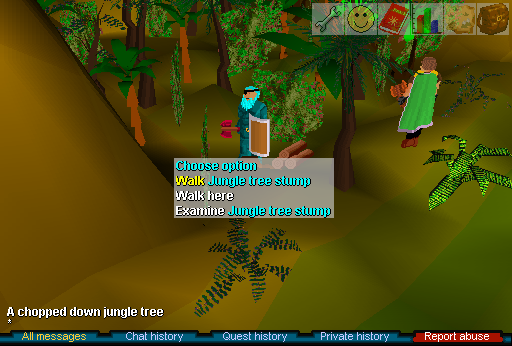 Choose option
Walk Jungle tree stump
Walk here
Examine Jungle tree stump
A chopped down jungle tree
*
All messages Chat history Quest history Private history Report abuse